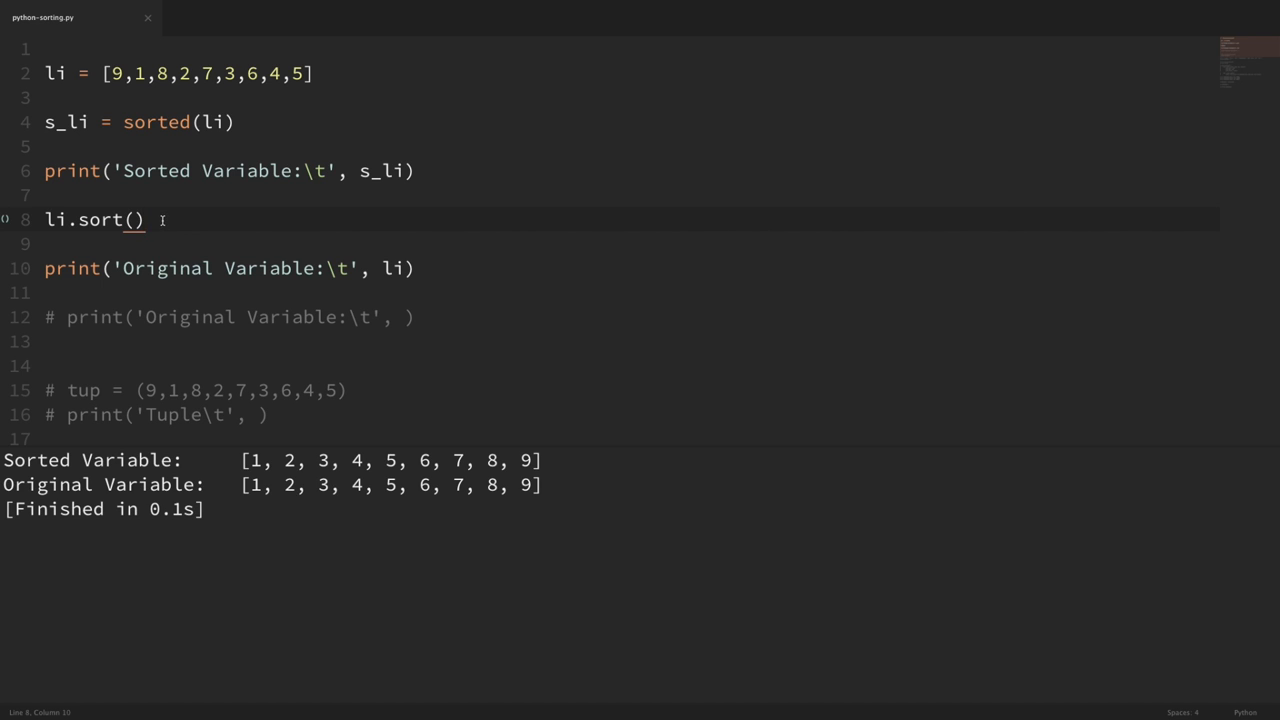 python-sorting.py ×
1
2 li = [9,1,8,2,7,3,6,4,5]
3
4 s_li = sorted(li)
5
6 print('Sorted Variable:\t', s_li)
7
() 8 li.sort()
9
10 print('Original Variable:\t', li)
11
12 # print('Original Variable:\t', )
13
14
15 # tup = (9,1,8,2,7,3,6,4,5)
16 # print('Tuple\t', )
17
Sorted Variable: [1, 2, 3, 4, 5, 6, 7, 8, 9]
Original Variable: [1, 2, 3, 4, 5, 6, 7, 8, 9]
[Finished in 0.1s]
Line 8, Column 10 Spaces: 4 Python